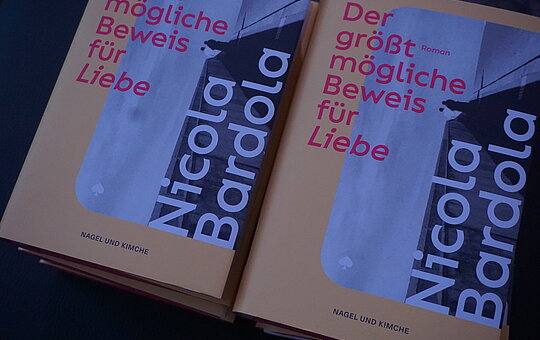 mögliche
Beweis
für
Liebe
Nicola
Bardola
NAGEL UND KIMCHE
Der
größt
Roman
mögliche
Beweis
für
Liebe
Nicola
Bardola
NAGEL UND KIMCHE